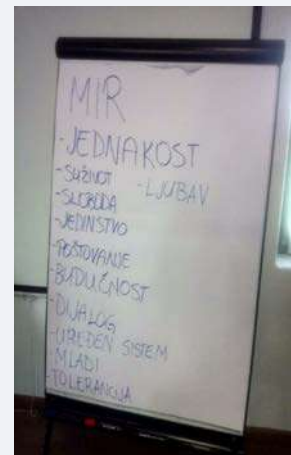 MIR
-JEDNAKOST
-SUŽIVOT -LJUBAV
-SLOBODA
-JEDINSTVO
-POŠTOVANJE
-BUDUĆNOST
-DIJALOG
-UREĐEN SISTEM
-MLADI
-TOLERANCIJA